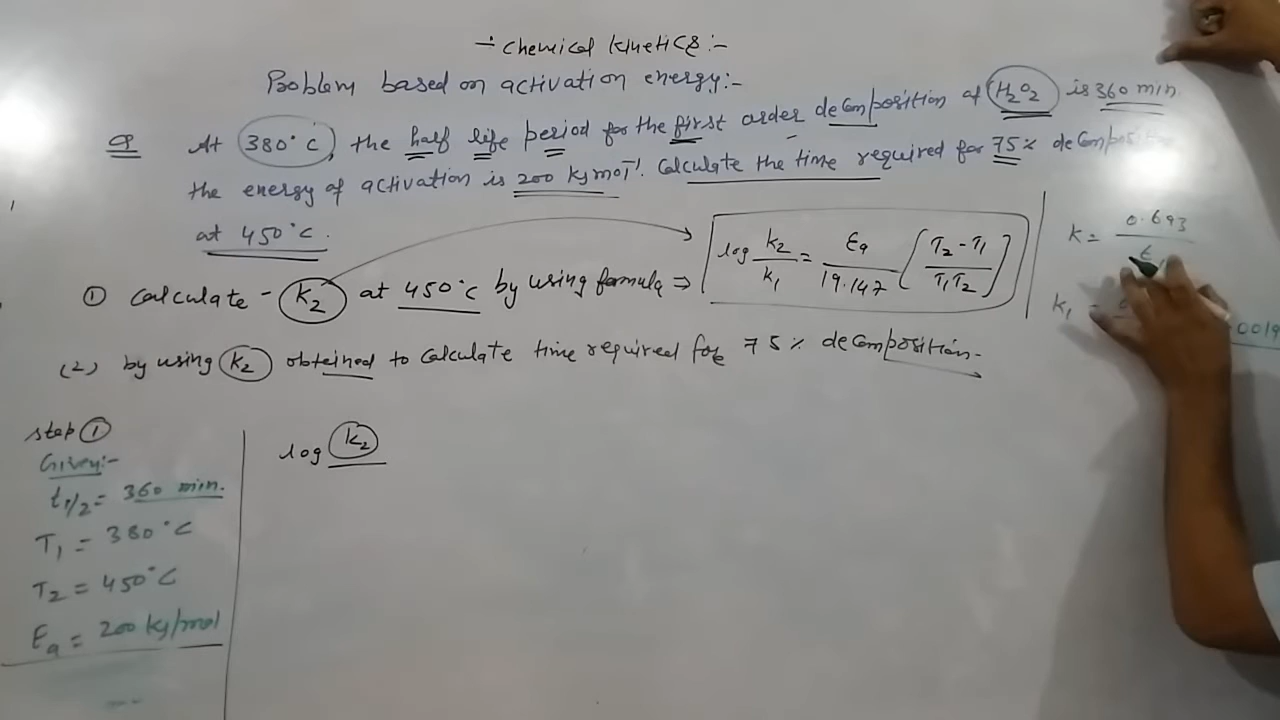 - Chemical Kinetics:-
Problem based on activation energy:-
Q At 380°C, the half life period for the first order decomposition of H2O2 is 360 min
the energy of activation is 200 kJ mol-1. Calculate the time required for 75%
at 450°C.
① Calculate - k2 at 450°C by using formula ⇒ log k2/k1 = Ea/19.147 (T2-T1/T1T2)
(2) by using k2 obtained to calculate time required for 75% decomposition.
k = 0.693
k1 =
step ①
Given:-
t1/2 = 360 min.
T1 = 380°C
T2 = 450°C
Ea = 200 kJ/mol
log k2